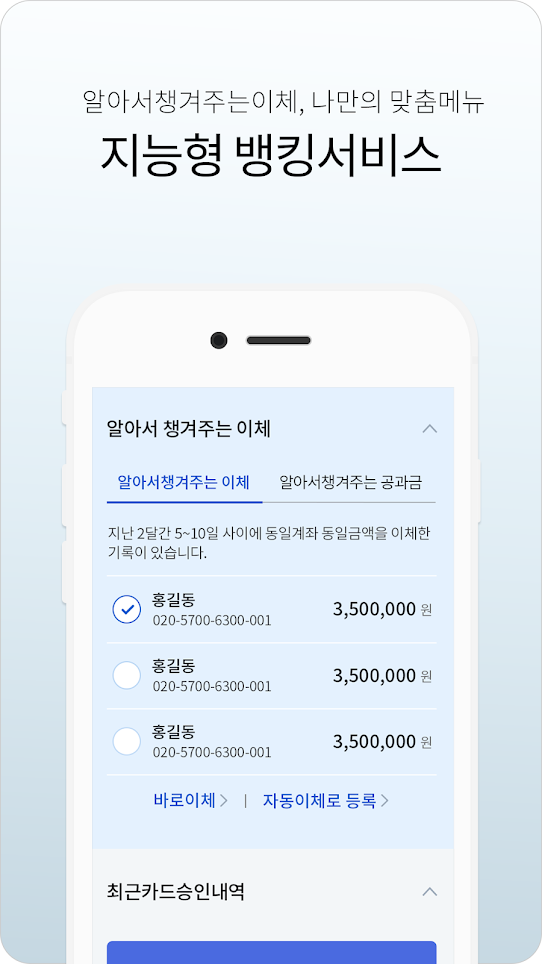 알아서챙겨주는이체, 나만의 맞춤메뉴
지능형 뱅킹서비스
알아서 챙겨주는 이체
알아서챙겨주는 이체 알아서챙겨주는 공과금
지난 2달간 5~10일 사이에 동일계좌 동일금액을 이체한
기록이 있습니다.
홍길동
020-5700-6300-001
3,500,000 원
홍길동
020-5700-6300-001
3,500,000 원
홍길동
020-5700-6300-001
3,500,000 원
바로이체 > | 자동이체로 등록 >
최근카드승인내역